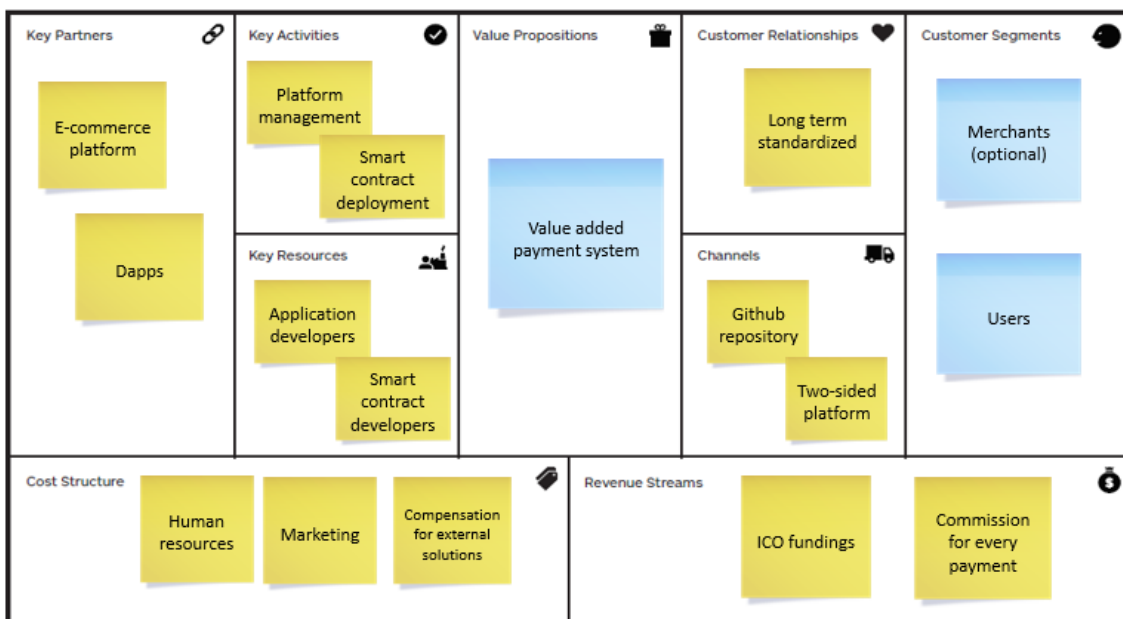 Key Partners
E-commerce
platform
Dapps
Key Activities
Platform
management
Smart
contract
deployment
Key Resources
Application
developers
Smart
contract
developers
Value Propositions
Value added
payment system
Customer Relationships
Long term
standardized
Channels
Github
repository
Two-sided
platform
Customer Segments
Merchants
(optional)
Users
Cost Structure
Human
resources
Marketing
Compensation
for external
solutions
Revenue Streams
ICO fundings
Commission
for every
payment
$